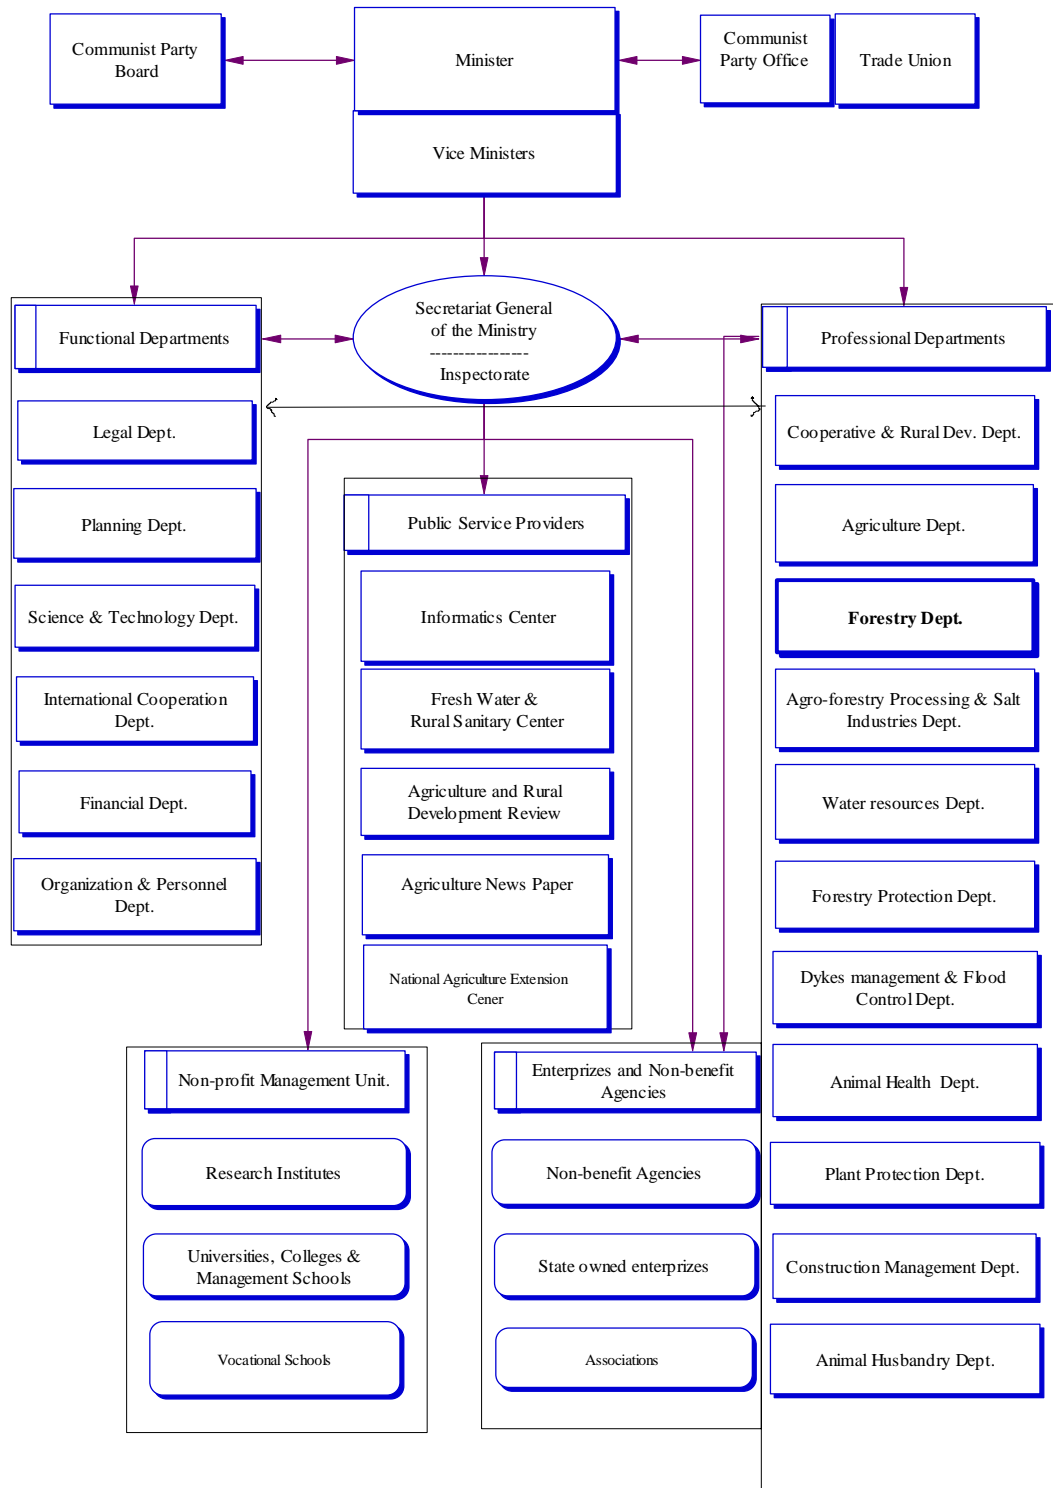 Communist Party
Board
Minister
Communist
Party Office
Trade Union
Vice Ministers
Secretariat General
of the Ministry
-----------------
Inspectorate
Functional Departments
Legal Dept.
Planning Dept.
Science & Technology Dept.
International Cooperation
Dept.
Financial Dept.
Organization & Personnel
Dept.
Public Service Providers
Informatics Center
Fresh Water &
Rural Sanitary Center
Agriculture and Rural
Development Review
Agriculture News Paper
National Agriculture Extension
Cener
Professional Departments
Cooperative & Rural Dev. Dept.
Agriculture Dept.
Forestry Dept.
Agro-forestry Processing & Salt
Industries Dept.
Water resources Dept.
Forestry Protection Dept.
Dykes management & Flood
Control Dept.
Animal Health Dept.
Plant Protection Dept.
Construction Management Dept.
Animal Husbandry Dept.
Non-profit Management Unit.
Research Institutes
Universities, Colleges &
Management Schools
Vocational Schools
Enterprizes and Non-benefit
Agencies
Non-benefit Agencies
State owned enterprizes
Associations